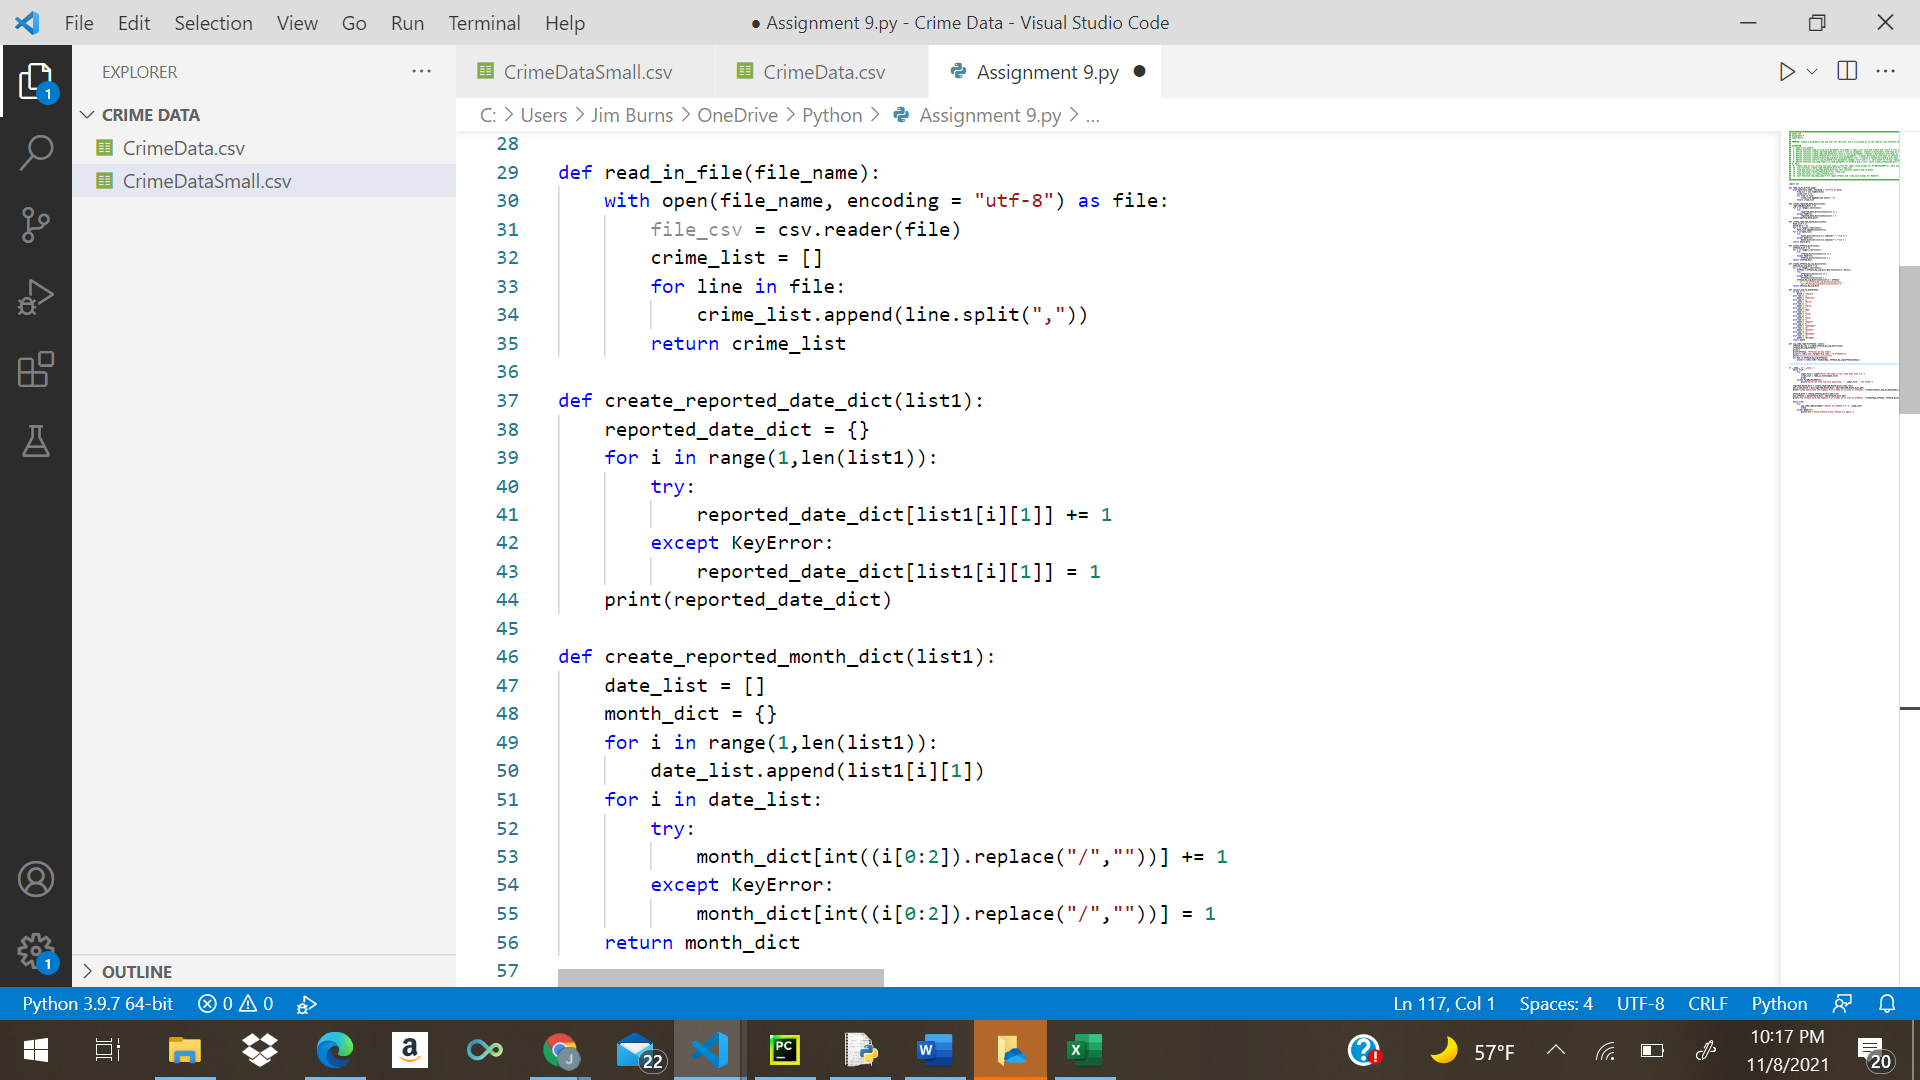 File Edit Selection View Go Run Terminal Help
● Assignment 9.py - Crime Data - Visual Studio Code
EXPLORER
CrimeDataSmall.csv
CrimeData.csv
Assignment 9.py ●
CRIME DATA
CrimeData.csv
CrimeDataSmall.csv
C: > Users > Jim Burns > OneDrive > Python > Assignment 9.py > ...
28
29 def read_in_file(file_name):
30     with open(file_name, encoding = "utf-8") as file:
31         file_csv = csv.reader(file)
32         crime_list = []
33         for line in file:
34             crime_list.append(line.split(","))
35         return crime_list
36
37 def create_reported_date_dict(list1):
38     reported_date_dict = {}
39     for i in range(1,len(list1)):
40         try:
41             reported_date_dict[list1[i][1]] += 1
42         except KeyError:
43             reported_date_dict[list1[i][1]] = 1
44     print(reported_date_dict)
45
46 def create_reported_month_dict(list1):
47     date_list = []
48     month_dict = {}
49     for i in range(1,len(list1)):
50         date_list.append(list1[i][1])
51     for i in date_list:
52         try:
53             month_dict[int((i[0:2]).replace("/",""))] += 1
54         except KeyError:
55             month_dict[int((i[0:2]).replace("/",""))] = 1
56     return month_dict
57
1
1
OUTLINE
Python 3.9.7 64-bit 0 0
Ln 117, Col 1 Spaces: 4 UTF-8 CRLF Python
a
J
22
PC
W
X
57°F
10:17 PM
11/8/2021
20